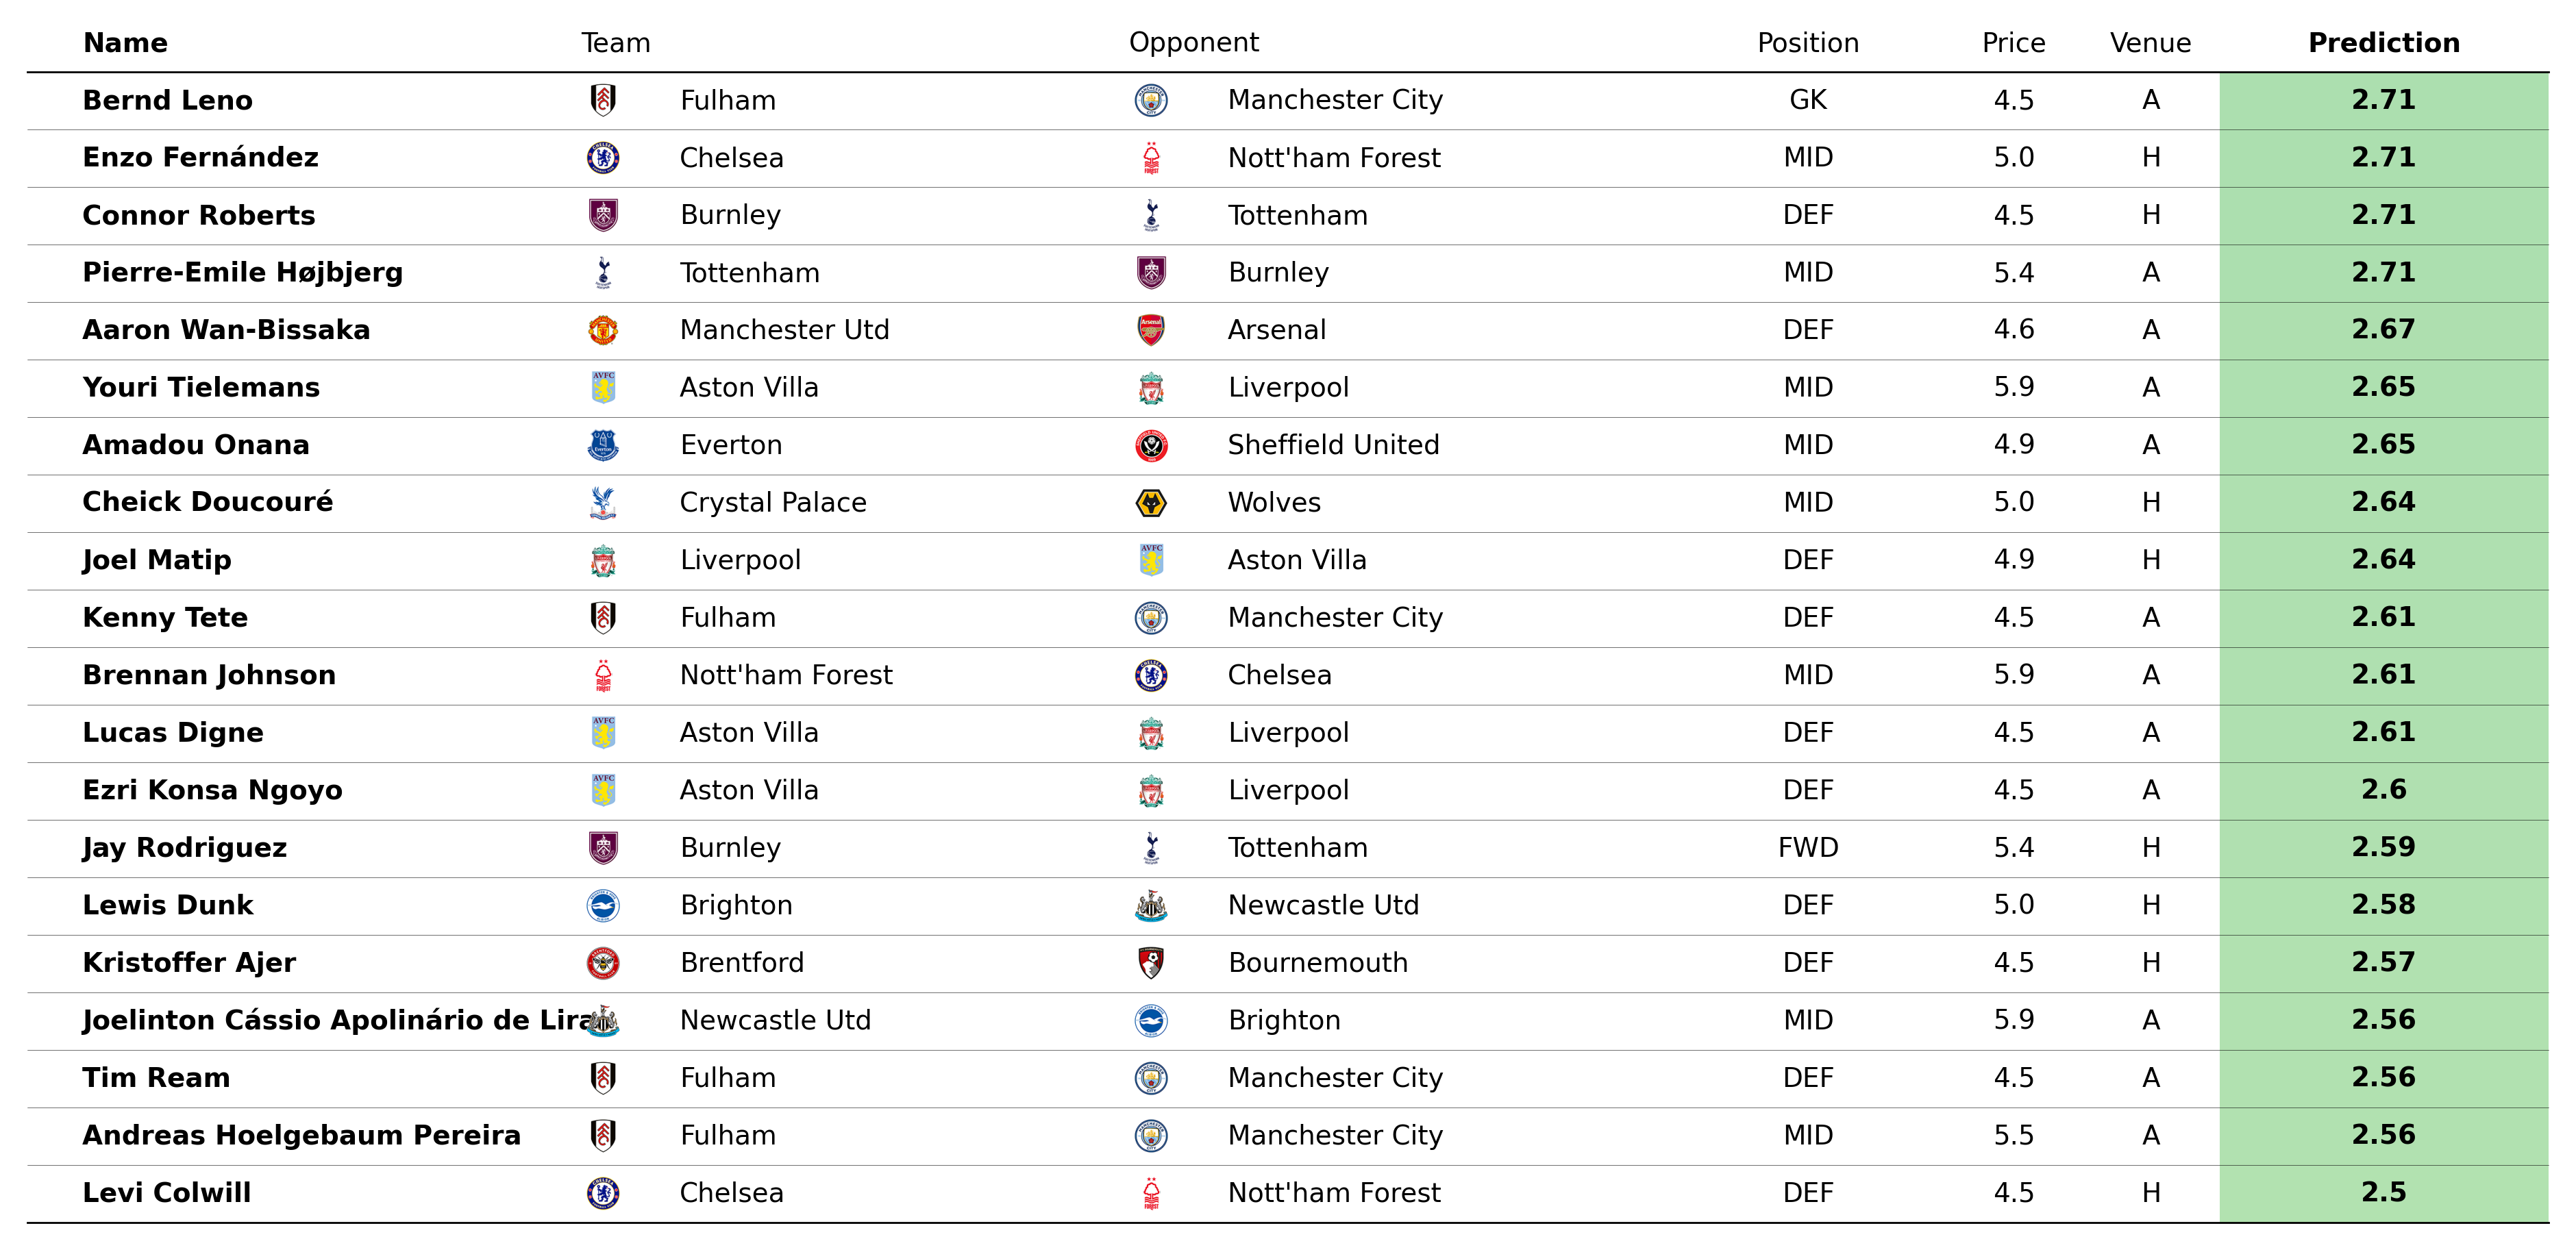 Name Team Opponent Position Price Venue Prediction
Bernd Leno Fulham Manchester City GK 4.5 A 2.71
Enzo Fernández Chelsea Nott'ham Forest MID 5.0 H 2.71
Connor Roberts Burnley Tottenham DEF 4.5 H 2.71
Pierre-Emile Højbjerg Tottenham Burnley MID 5.4 A 2.71
Aaron Wan-Bissaka Manchester Utd Arsenal DEF 4.6 A 2.67
Youri Tielemans Aston Villa Liverpool MID 5.9 A 2.65
Amadou Onana Everton Sheffield United MID 4.9 A 2.65
Cheick Doucouré Crystal Palace Wolves MID 5.0 H 2.64
Joel Matip Liverpool Aston Villa DEF 4.9 H 2.64
Kenny Tete Fulham Manchester City DEF 4.5 A 2.61
Brennan Johnson Nott'ham Forest Chelsea MID 5.9 A 2.61
Lucas Digne Aston Villa Liverpool DEF 4.5 A 2.61
Ezri Konsa Ngoyo Aston Villa Liverpool DEF 4.5 A 2.6
Jay Rodriguez Burnley Tottenham FWD 5.4 H 2.59
Lewis Dunk Brighton Newcastle Utd DEF 5.0 H 2.58
Kristoffer Ajer Brentford Bournemouth DEF 4.5 H 2.57
Joelinton Cássio Apolinário de Lira Newcastle Utd Brighton MID 5.9 A 2.56
Tim Ream Fulham Manchester City DEF 4.5 A 2.56
Andreas Hoelgebaum Pereira Fulham Manchester City MID 5.5 A 2.56
Levi Colwill Chelsea Nott'ham Forest DEF 4.5 H 2.5